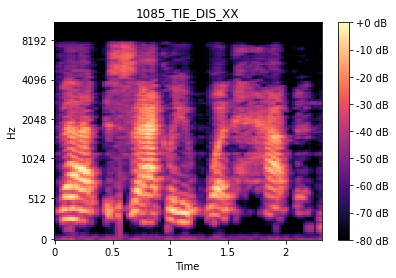 1085_TIE_DIS_XX
+0 dB
8192
-10 dB
4096
-20 dB
-30 dB
2048
Hz
-40 dB
1024
-50 dB
512
-60 dB
-70 dB
0
-80 dB
0 0.5 1 1.5 2
Time